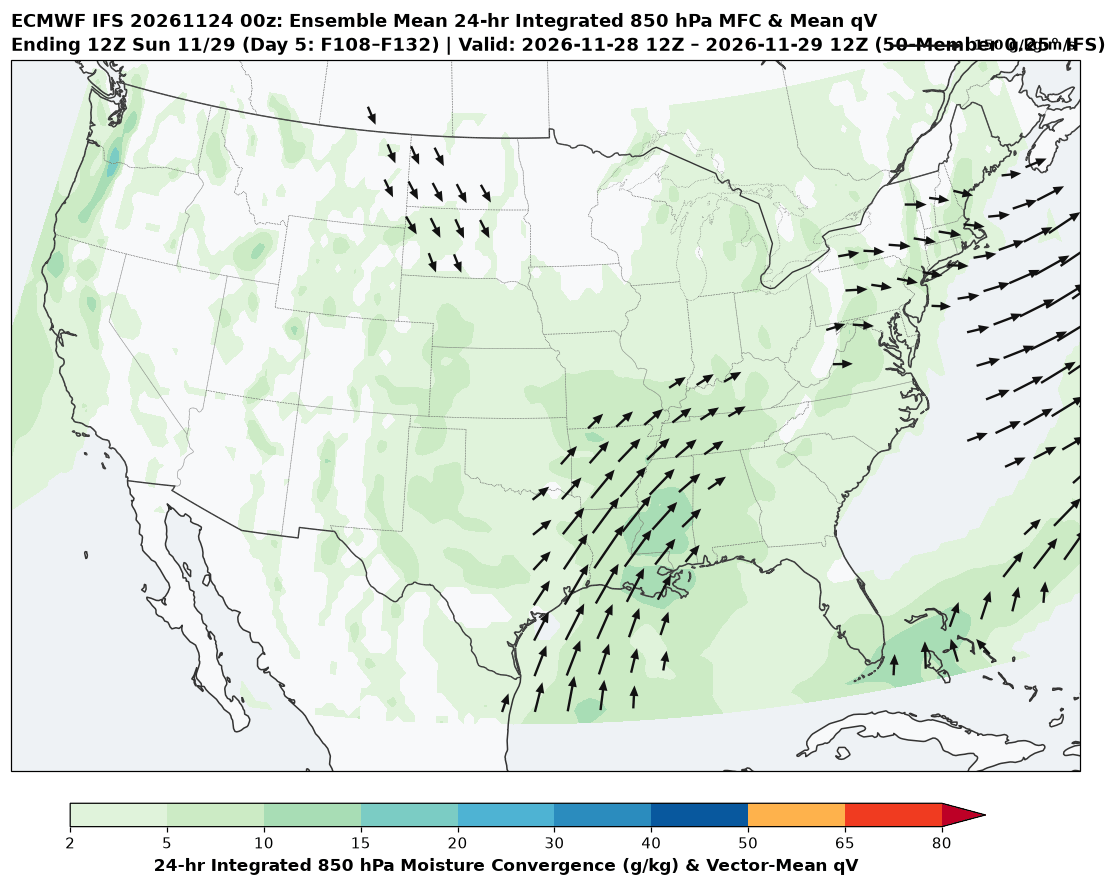 ECMWF IFS 20261124 00z: Ensemble Mean 24-hr Integrated 850 hPa MFC & Mean qV
Ending 12Z Sun 11/29 (Day 5: F108–F132) | Valid: 2026-11-28 12Z – 2026-11-29 12Z (50-Member 0.25° IFS)
150 g/kg m/s
2 5 10 15 20 30 40 50 65 80
24-hr Integrated 850 hPa Moisture Convergence (g/kg) & Vector-Mean qV